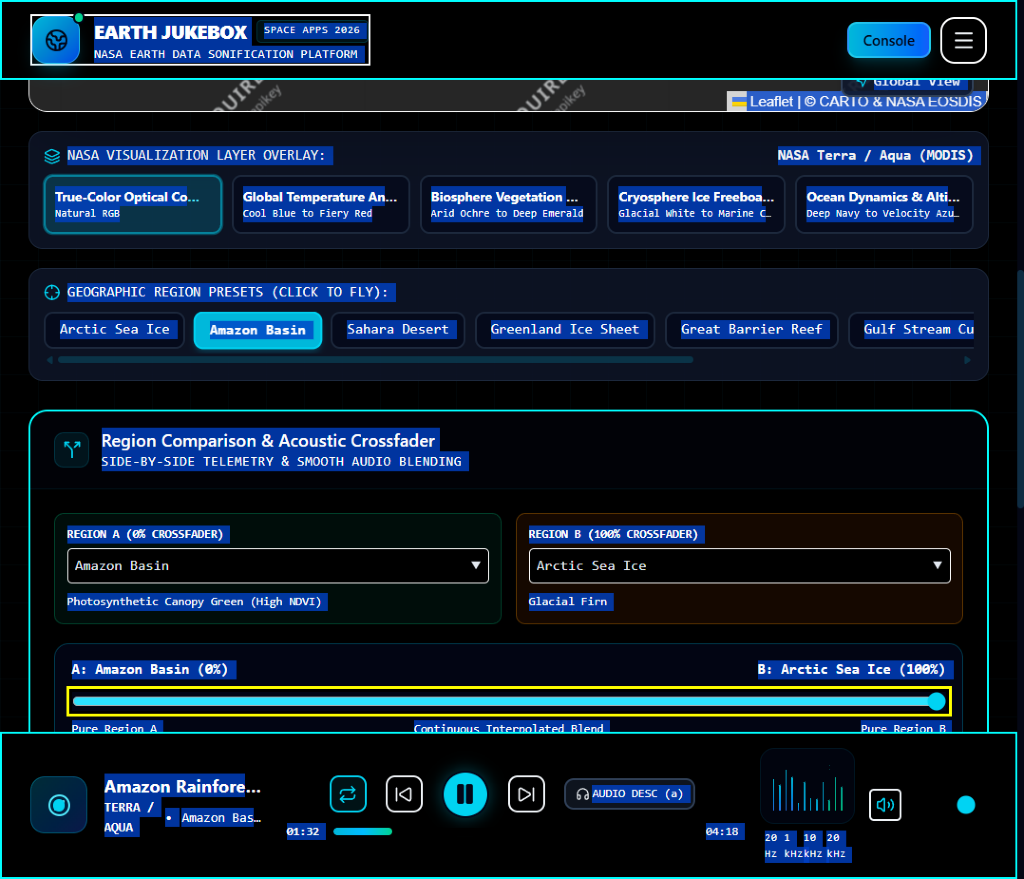 EARTH JUKEBOX
SPACE APPS 2026
NASA EARTH DATA SONIFICATION PLATFORM
Console
Global View
Leaflet | © CARTO & NASA EOSDIS
NASA VISUALIZATION LAYER OVERLAY:
NASA Terra / Aqua (MODIS)
True-Color Optical Co...
Natural RGB
Global Temperature An...
Cool Blue to Fiery Red
Biosphere Vegetation ...
Arid Ochre to Deep Emerald
Cryosphere Ice Freeboa...
Glacial White to Marine C…
Ocean Dynamics & Alti...
Deep Navy to Velocity Azu…
GEOGRAPHIC REGION PRESETS (CLICK TO FLY):
Arctic Sea Ice
Amazon Basin
Sahara Desert
Greenland Ice Sheet
Great Barrier Reef
Gulf Stream Cu
Region Comparison & Acoustic Crossfader
SIDE-BY-SIDE TELEMETRY & SMOOTH AUDIO BLENDING
REGION A (0% CROSSFADER)
Amazon Basin
Photosynthetic Canopy Green (High NDVI)
REGION B (100% CROSSFADER)
Arctic Sea Ice
Glacial Firn
A: Amazon Basin (0%)
B: Arctic Sea Ice (100%)
Pure Region A
Continuous Interpolated Blend
Pure Region B
Amazon Rainfore...
TERRA / AQUA
• Amazon Bas…
01:32
04:18
AUDIO DESC (a)
20 Hz
1 kHz
10 kHz
20 kHz